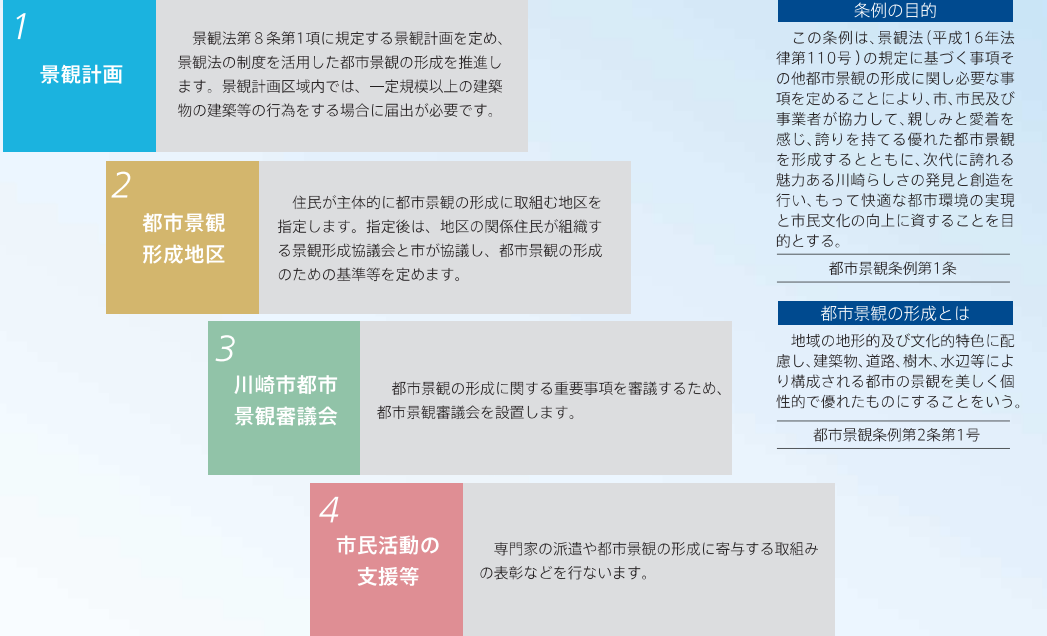 1
景観計画
景観法第8条第1項に規定する景観計画を定め、
景観法の制度を活用した都市景観の形成を推進し
ます。景観計画区域内では、一定規模以上の建築
物の建築等の行為をする場合に届出が必要です。
2
都市景観
形成地区
住民が主体的に都市景観の形成に取組む地区を
指定します。指定後は、地区の関係住民が組織す
る景観形成協議会と市が協議し、都市景観の形成
のための基準等を定めます。
3
川崎市都市
景観審議会
都市景観の形成に関する重要事項を審議するため、
都市景観審議会を設置します。
4
市民活動の
支援等
専門家の派遣や都市景観の形成に寄与する取組み
の表彰などを行ないます。
条例の目的
この条例は、景観法(平成16年法
律第110号)の規定に基づく事項そ
の他都市景観の形成に関し必要な事
項を定めることにより、市、市民及び
事業者が協力して、親しみと愛着を
感じ、誇りを持てる優れた都市景観
を形成するとともに、次代に誇れる
魅力ある川崎らしさの発見と創造を
行い、もって快適な都市環境の実現
と市民文化の向上に資することを目
的とする。
都市景観条例第1条
都市景観の形成とは
地域の地形的及び文化的特色に配
慮し、建築物、道路、樹木、水辺等によ
り構成される都市の景観を美しく個
性的で優れたものにすることをいう。
都市景観条例第2条第1号